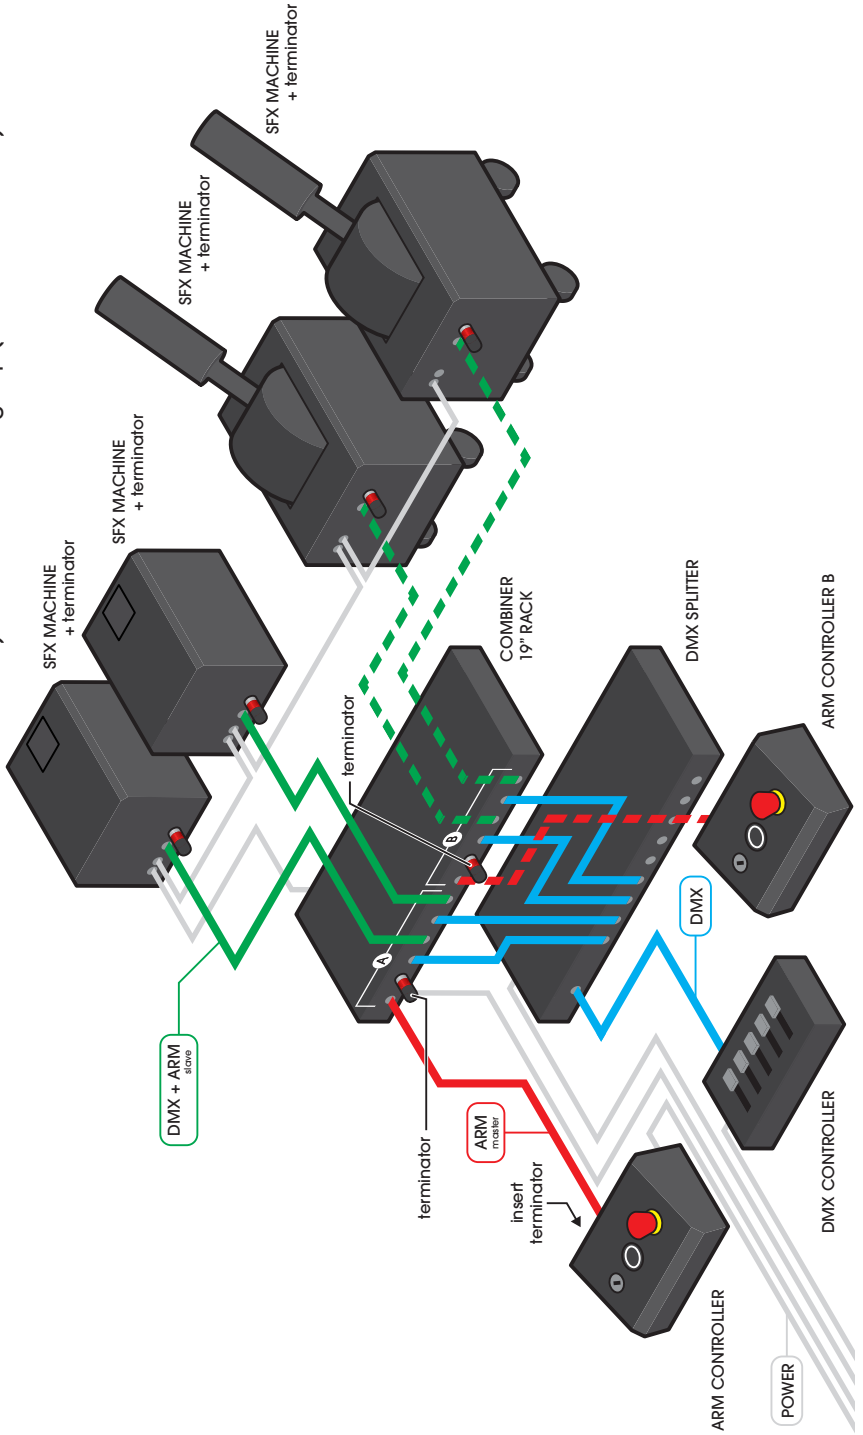 SFX MACHINE
+ terminator
SFX MACHINE
+ terminator
SFX MACHINE
+ terminator
SFX MACHINE
+ terminator
DMX + ARM
slave
terminator
COMBINER
19" RACK
A
B
terminator
ARM
master
DMX SPLITTER
insert
terminator
DMX
ARM CONTROLLER
DMX CONTROLLER
ARM CONTROLLER B
POWER